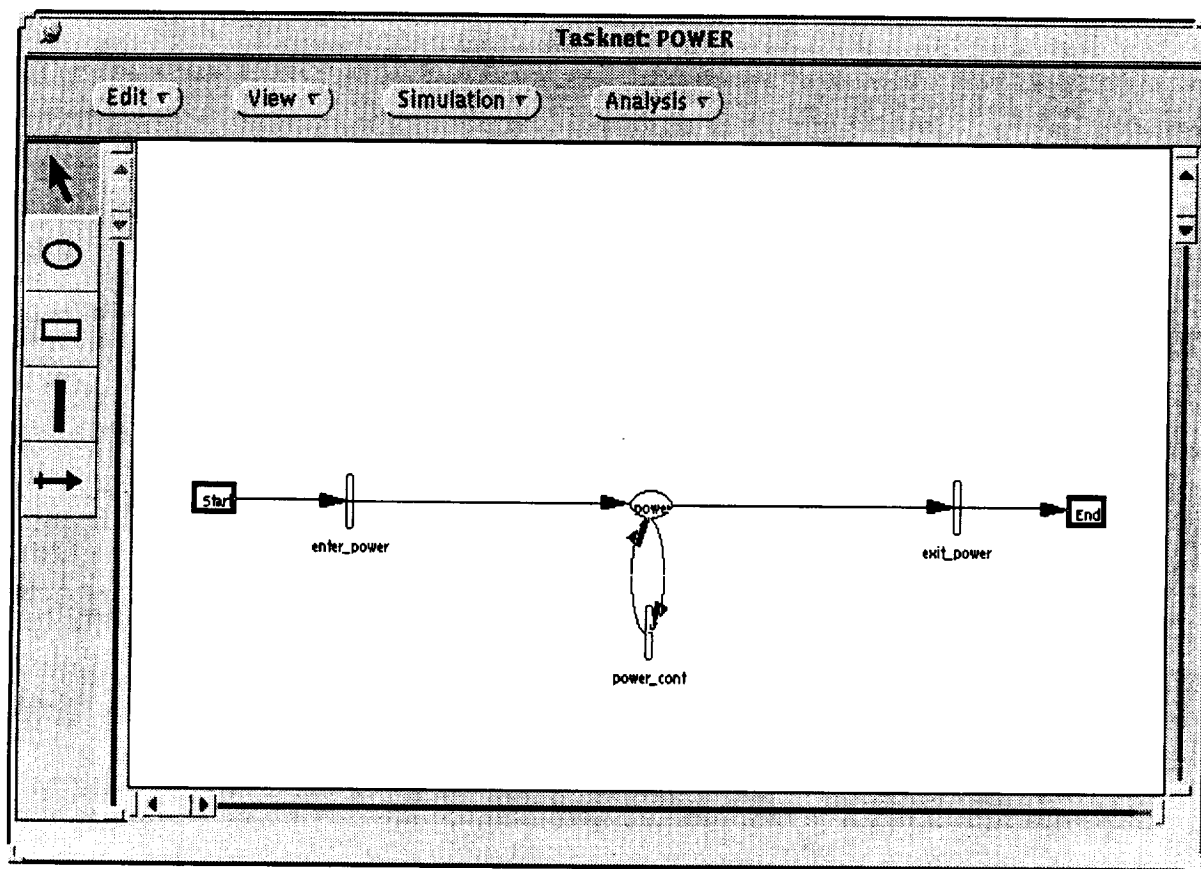 Tasknet: POWER
Edit View Simulation Analysis
Start power End
enter_power exit_power
power_cont